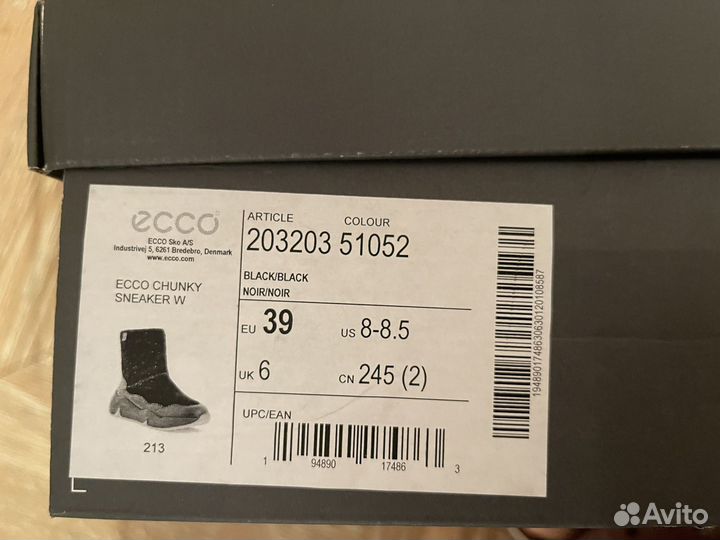 ecco
ECCO Sko A/S
Industrivej 5, 6261 Bredebro, Denmark
www.ecco.com
ECCO CHUNKY
SNEAKER W
213
ARTICLE COLOUR
203203 51052
BLACK/BLACK
NOIR/NOIR
EU 39 US 8-8.5
UK 6 CN 245 (2)
UPC/EAN
1 94890 17486 3
1948901748630630120108587
L
Avito